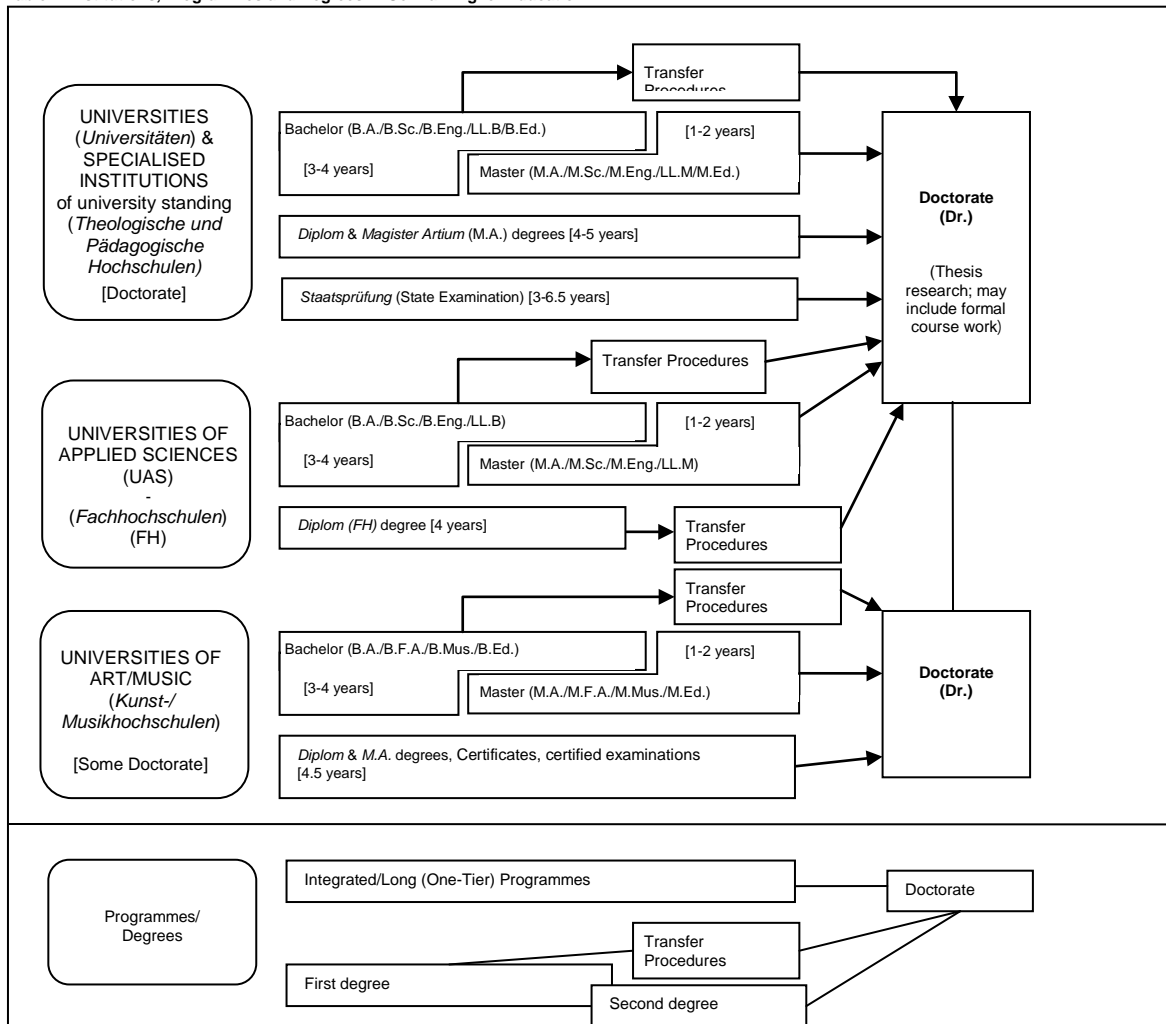 Transfer
Procedures
UNIVERSITIES
(Universitäten) &
SPECIALISED
INSTITUTIONS
of university standing
(Theologische und
Pädagogische
Hochschulen)
[Doctorate]
Bachelor (B.A./B.Sc./B.Eng./LL.B/B.Ed.)
[1-2 years]
[3-4 years]
Master (M.A./M.Sc./M.Eng./LL.M/M.Ed.)
Diplom & Magister Artium (M.A.) degrees [4-5 years]
Staatsprüfung (State Examination) [3-6.5 years]
Doctorate
(Dr.)
(Thesis
research; may
include formal
course work)
UNIVERSITIES OF
APPLIED SCIENCES
(UAS)
-
(Fachhochschulen)
(FH)
Transfer Procedures
Bachelor (B.A./B.Sc./B.Eng./LL.B)
[1-2 years]
[3-4 years]
Master (M.A./M.Sc./M.Eng./LL.M)
Diplom (FH) degree [4 years]
Transfer
Procedures
UNIVERSITIES OF
ART/MUSIC
(Kunst-/
Musikhochschulen)
[Some Doctorate]
Transfer
Procedures
Bachelor (B.A./B.F.A./B.Mus./B.Ed.)
[1-2 years]
[3-4 years]
Master (M.A./M.F.A./M.Mus./M.Ed.)
Diplom & M.A. degrees, Certificates, certified examinations
[4.5 years]
Doctorate
(Dr.)
Programmes/
Degrees
Integrated/Long (One-Tier) Programmes
Doctorate
Transfer
Procedures
First degree
Second degree